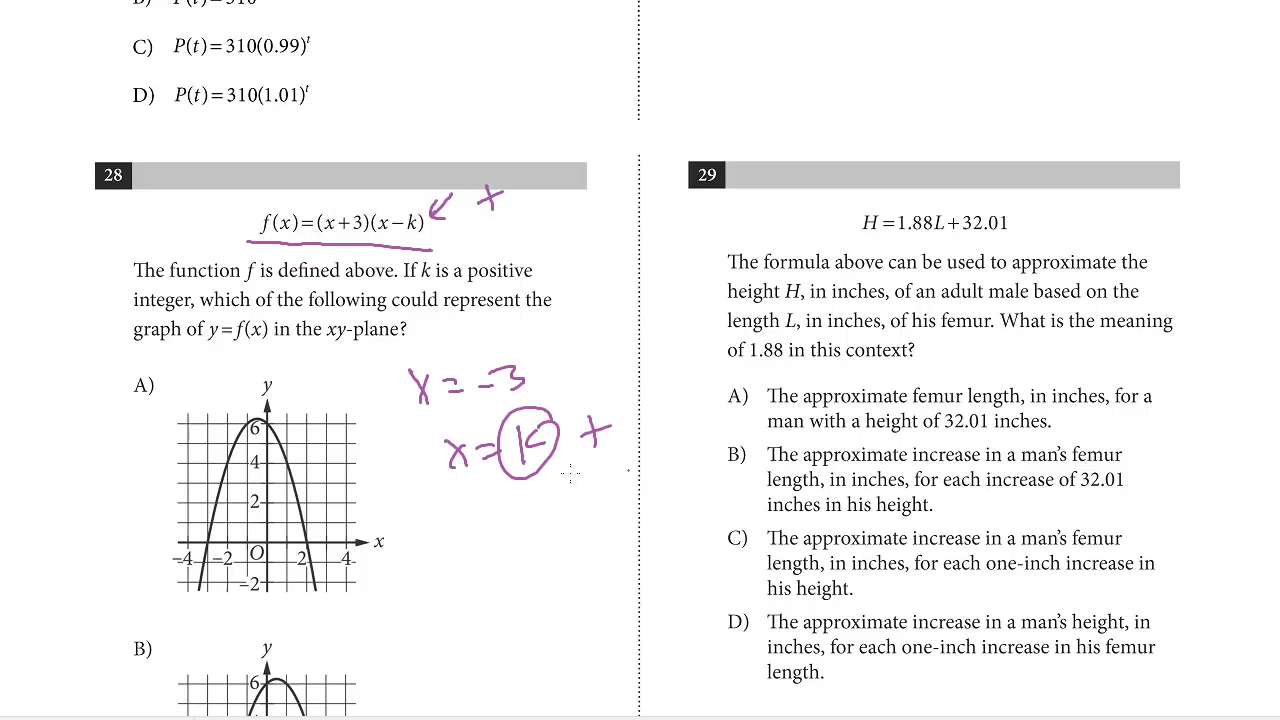 C) P(t)=310(0.99)^t
D) P(t)=310(1.01)^t
28
f(x)=(x+3)(x−k)
+
The function f is defined above. If k is a positive
integer, which of the following could represent the
graph of y=f(x) in the xy-plane?
x = -3
x = k +
A)
y
6
4
2
−4 −2 O 2 4 x
−2
B)
y
6
29
H=1.88L+32.01
The formula above can be used to approximate the
height H, in inches, of an adult male based on the
length L, in inches, of his femur. What is the meaning
of 1.88 in this context?
A) The approximate femur length, in inches, for a
man with a height of 32.01 inches.
B) The approximate increase in a man’s femur
length, in inches, for each increase of 32.01
inches in his height.
C) The approximate increase in a man’s femur
length, in inches, for each one-inch increase in
his height.
D) The approximate increase in a man’s height, in
inches, for each one-inch increase in his femur
length.